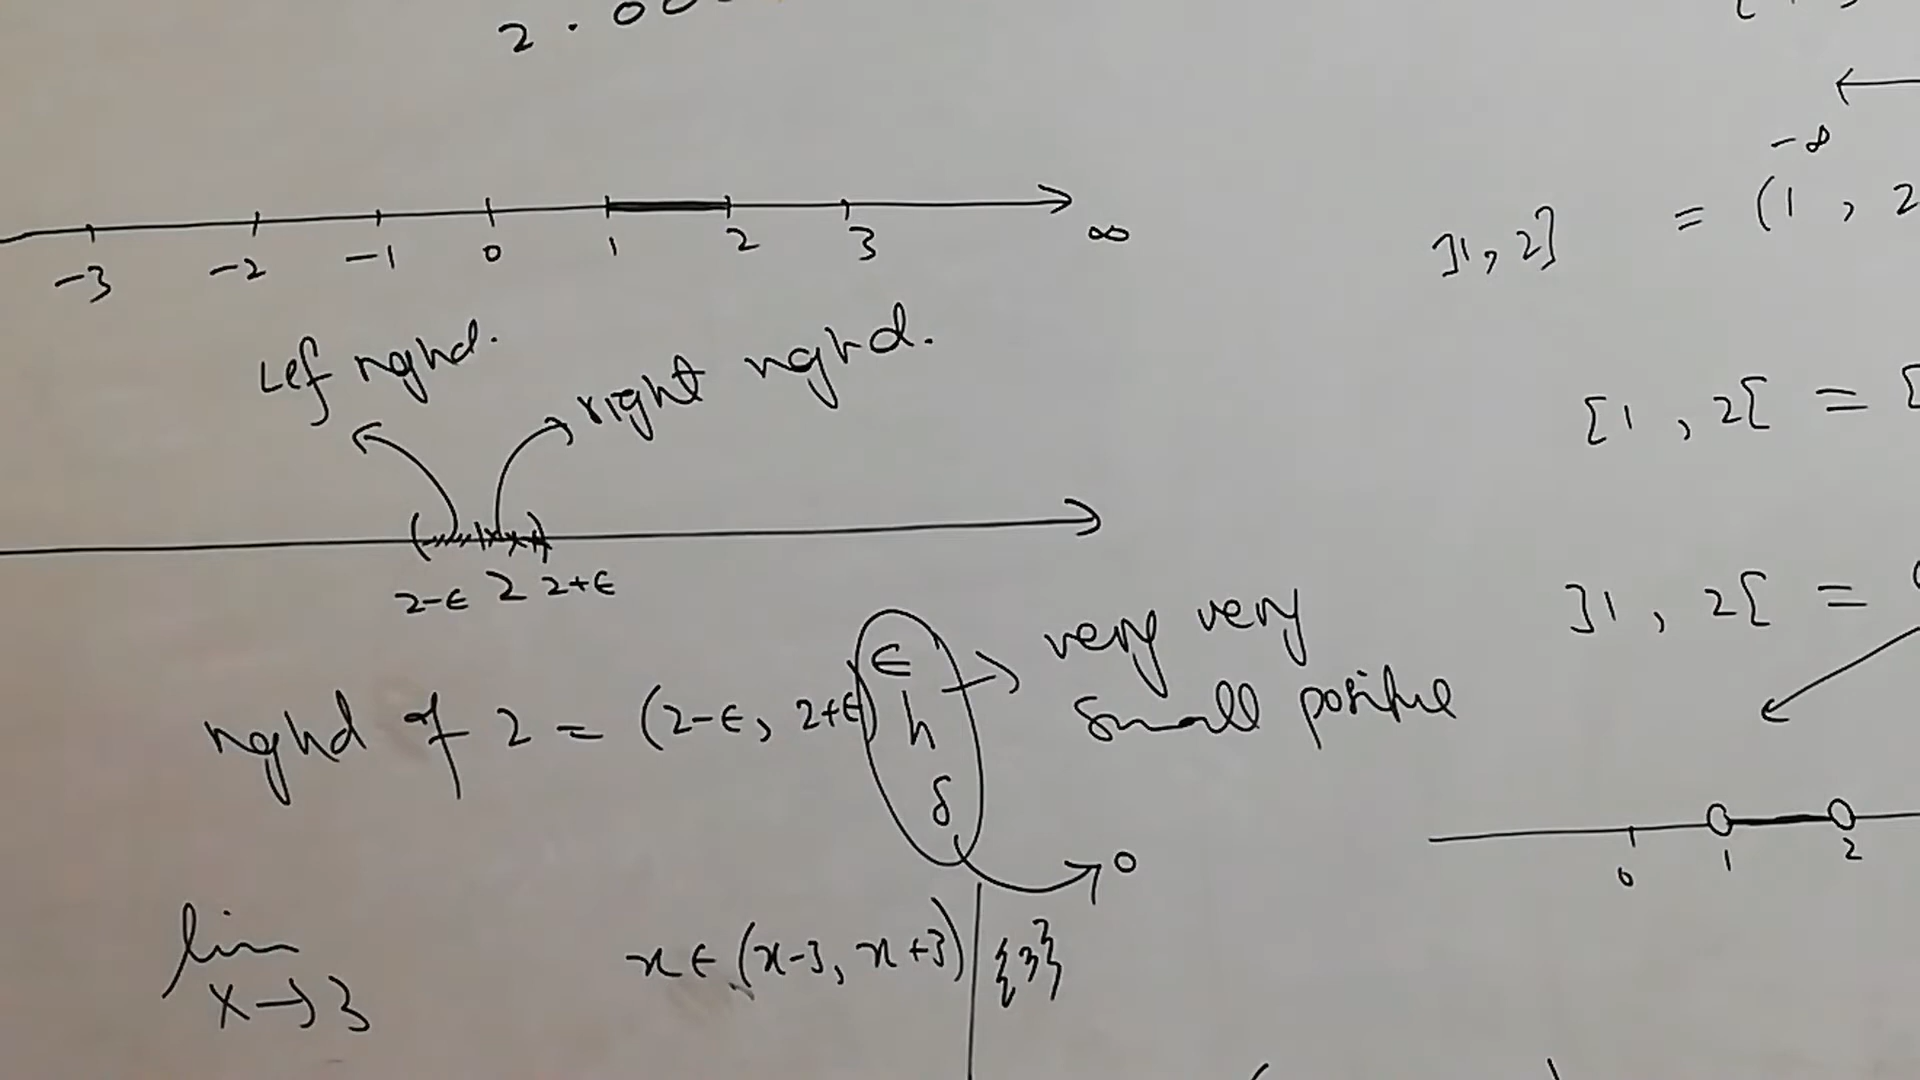 2.00
-3 -2 -1 0 1 2 3 ∞
Lef nghd.
right nghd.
2-ϵ 2 2+ϵ
nghd of 2 = (2-ϵ, 2+ϵ)
ϵ
h
δ
very very
small positive
0
lim
x→3
x ∈ (x-3, x+3) | {3}
-∞
]1, 2] = (1, 2
[1, 2[ = [
]1, 2[ =
0 1 2